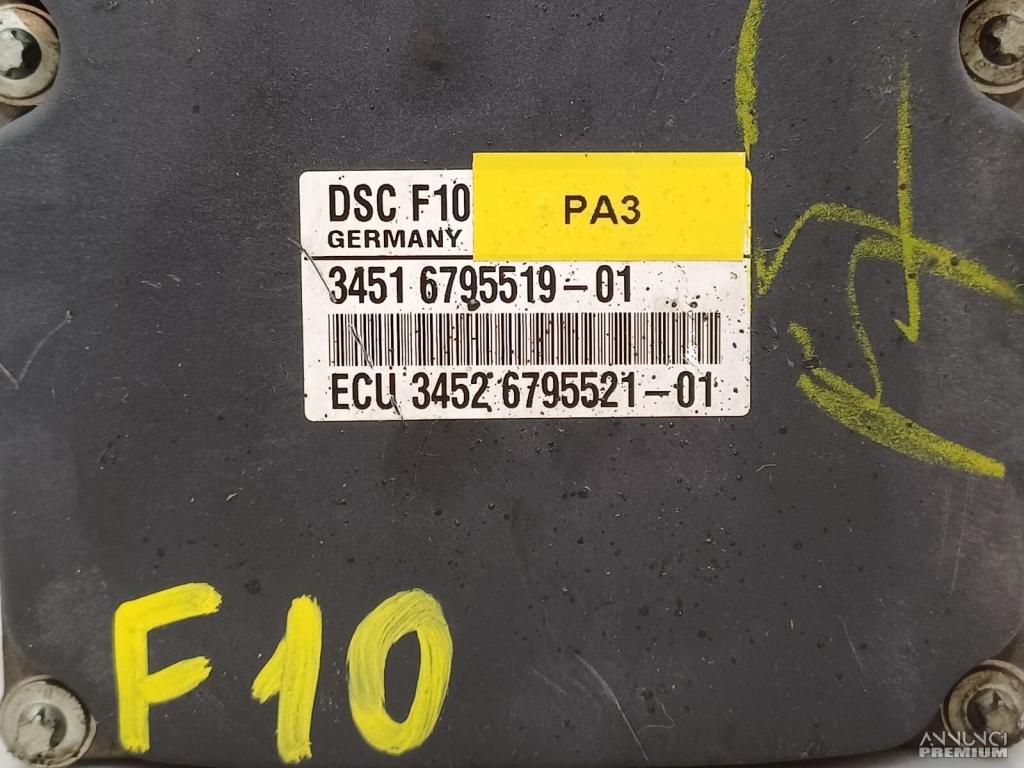 DSC F10 PA3
GERMANY
3451 6795519-01
ECU 3452 6795521-01
F10
ANNUNCI
PREMIUM